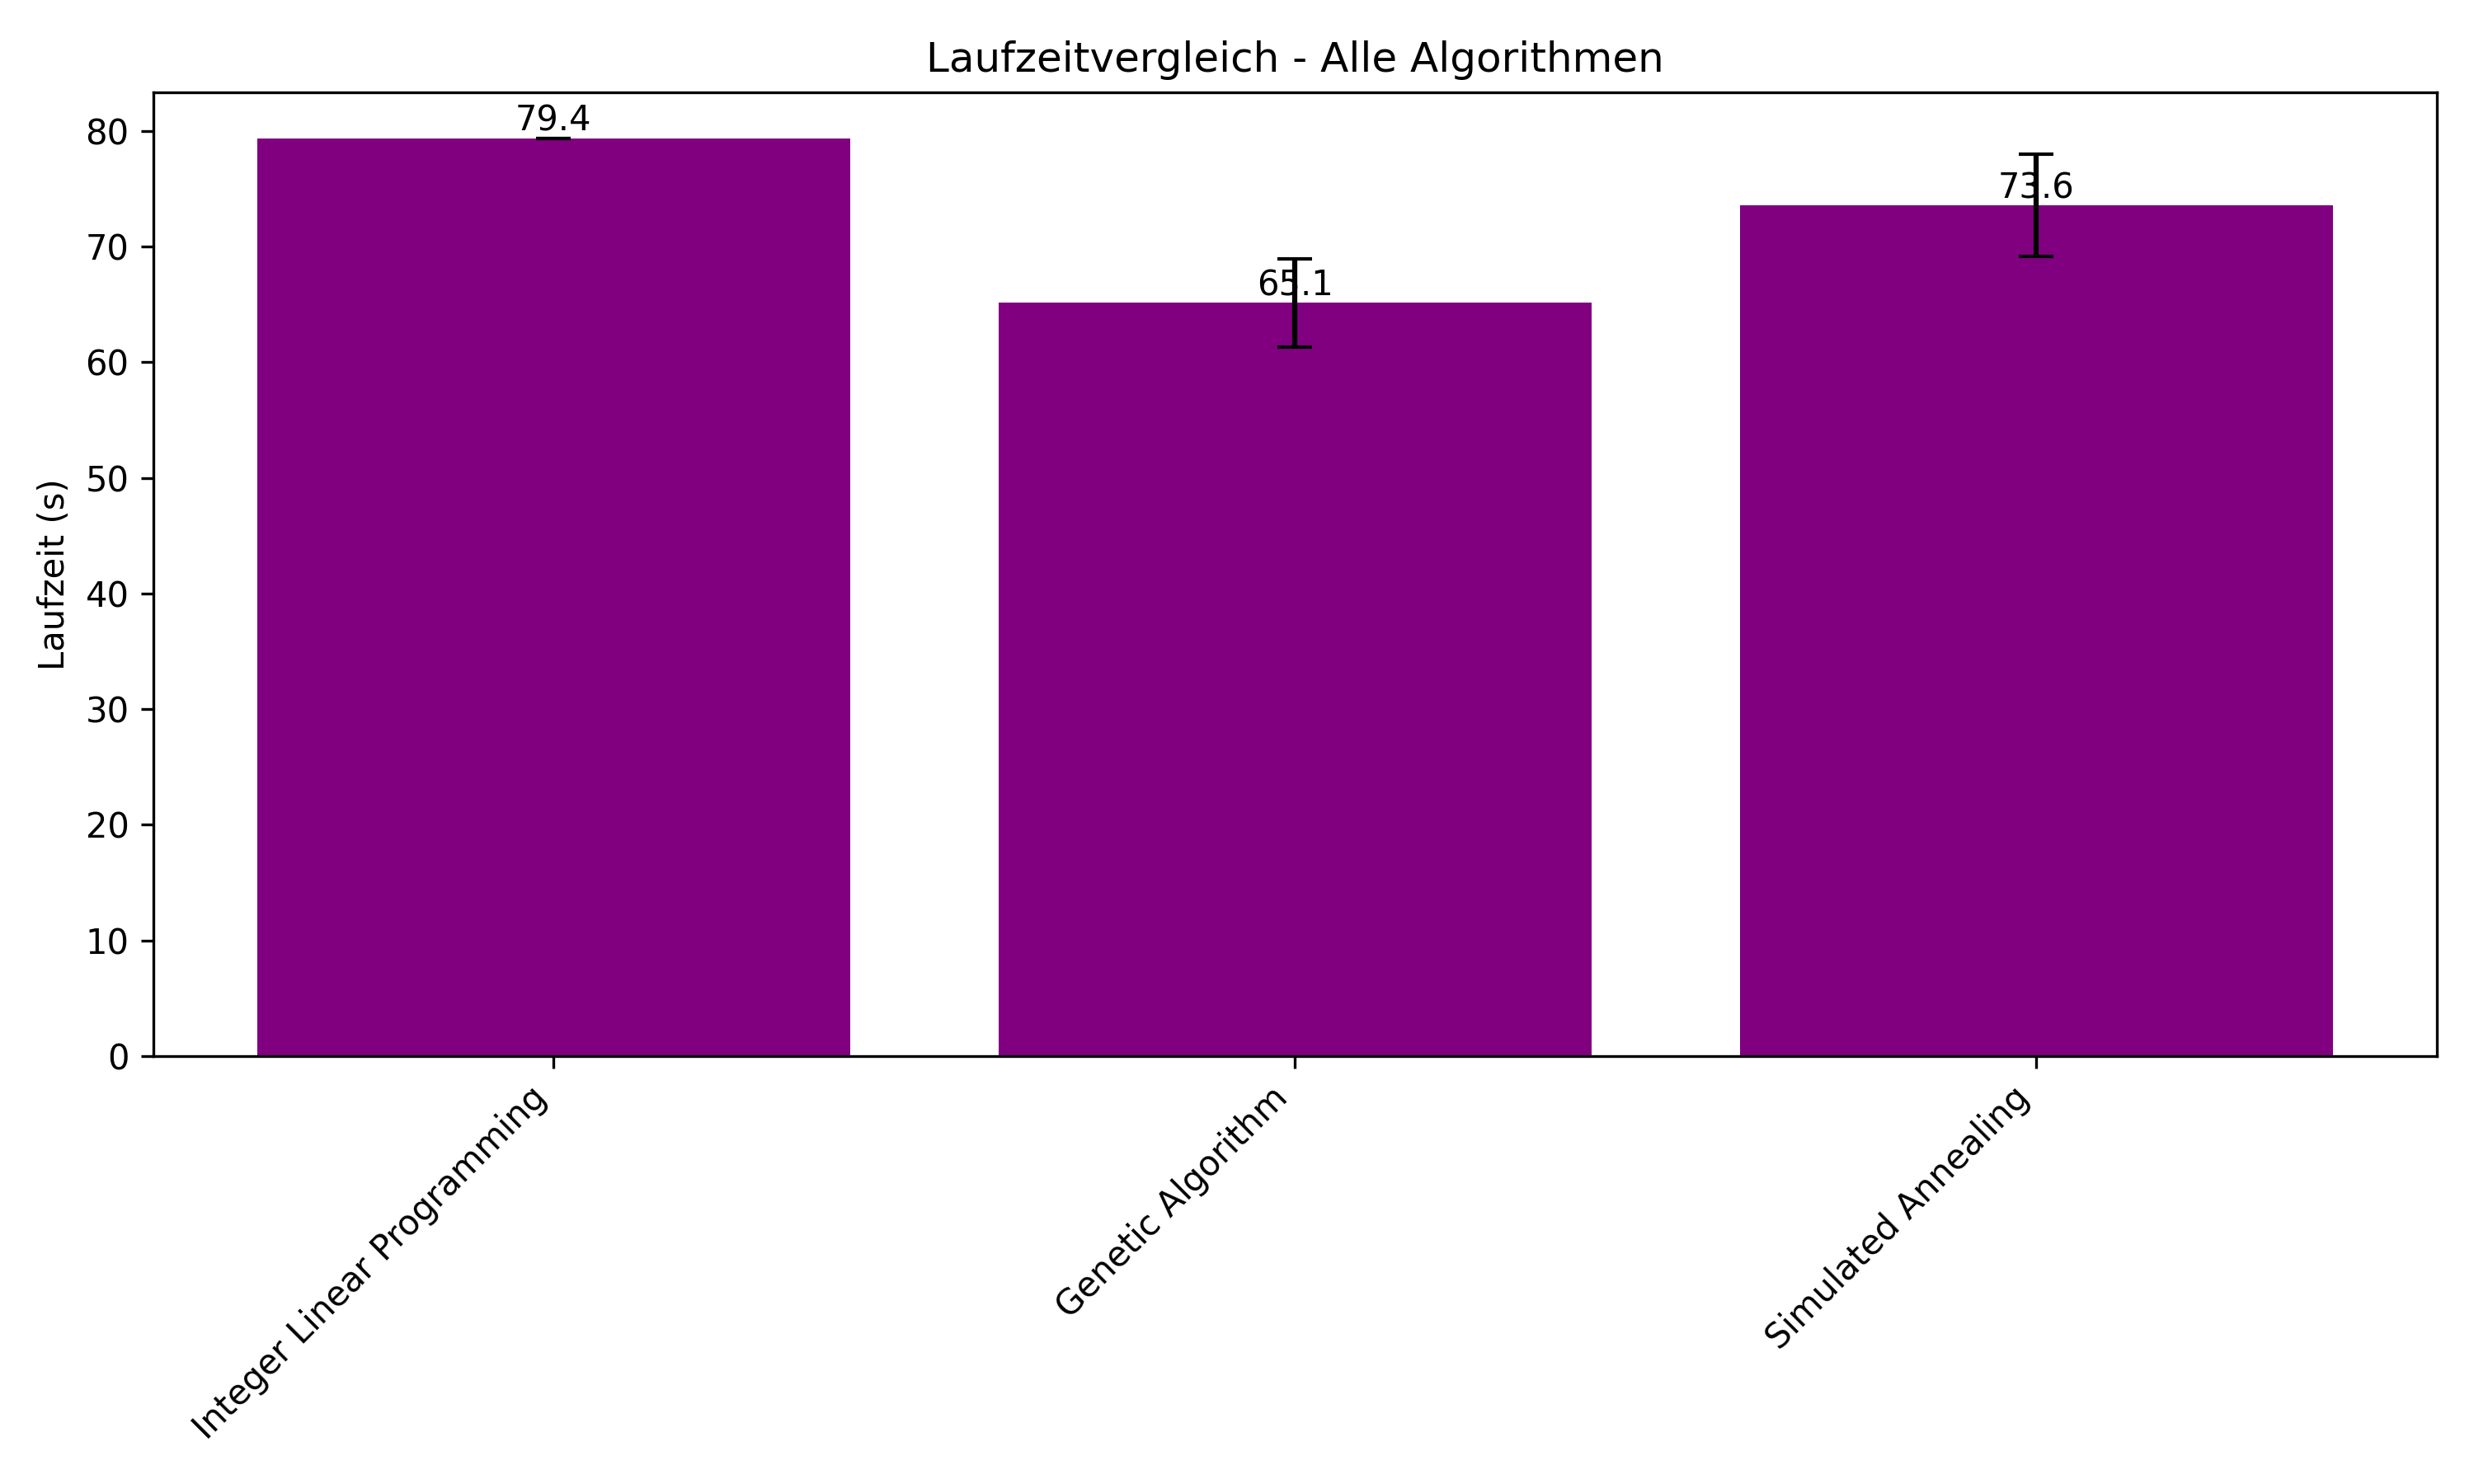 Laufzeitvergleich - Alle Algorithmen
Laufzeit (s)
80
70
60
50
40
30
20
10
0
79.4
65.1
73.6
Integer Linear Programming
Genetic Algorithm
Simulated Annealing